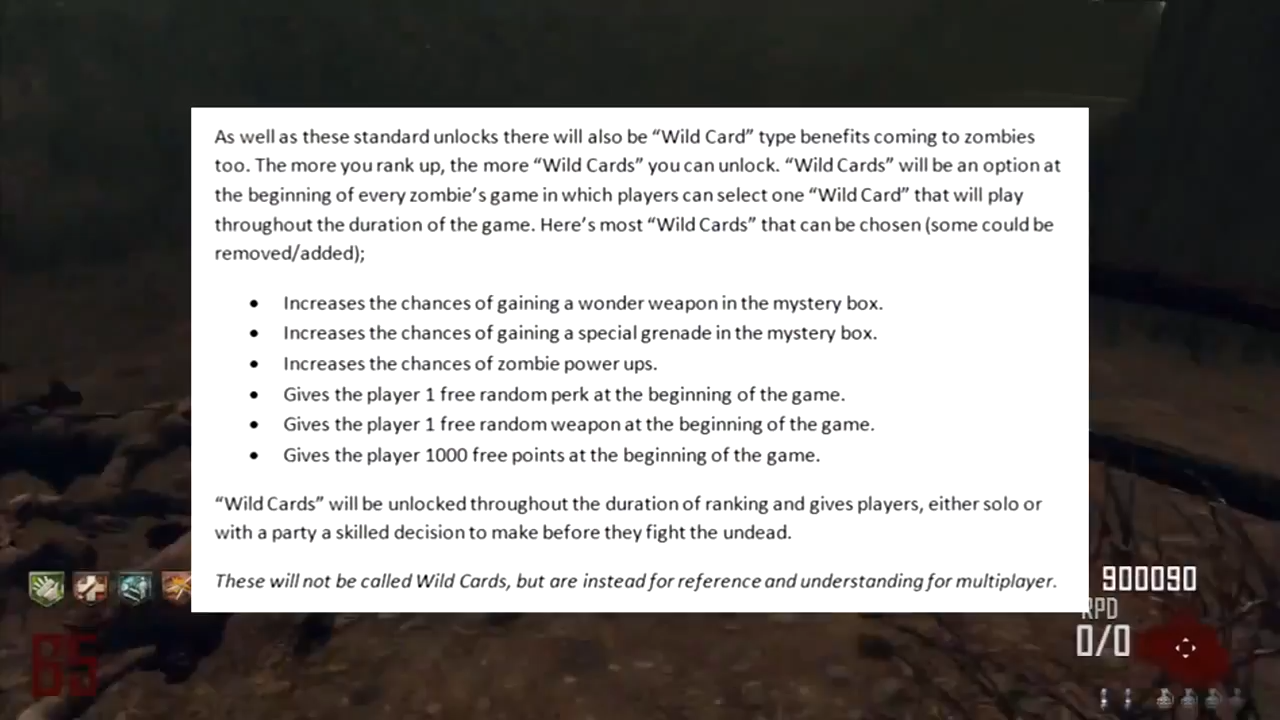 As well as these standard unlocks there will also be “Wild Card” type benefits coming to zombies
too. The more you rank up, the more “Wild Cards” you can unlock. “Wild Cards” will be an option at
the beginning of every zombie’s game in which players can select one “Wild Card” that will play
throughout the duration of the game. Here’s most “Wild Cards” that can be chosen (some could be
removed/added);
• Increases the chances of gaining a wonder weapon in the mystery box.
• Increases the chances of gaining a special grenade in the mystery box.
• Increases the chances of zombie power ups.
• Gives the player 1 free random perk at the beginning of the game.
• Gives the player 1 free random weapon at the beginning of the game.
• Gives the player 1000 free points at the beginning of the game.
“Wild Cards” will be unlocked throughout the duration of ranking and gives players, either solo or
with a party a skilled decision to make before they fight the undead.
These will not be called Wild Cards, but are instead for reference and understanding for multiplayer.
900090
RPD
0/0
65